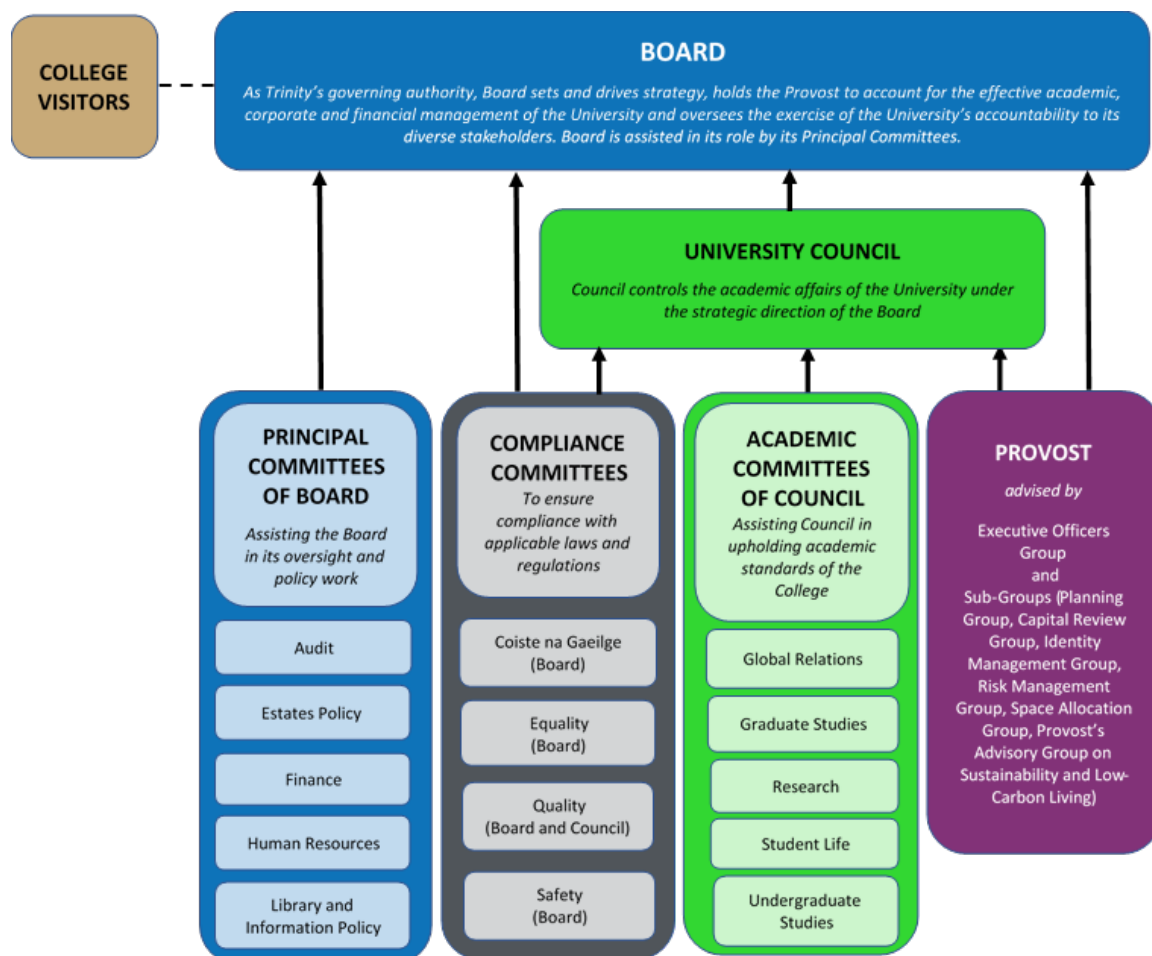 COLLEGE
VISITORS
BOARD
As Trinity's governing authority, Board sets and drives strategy, holds the Provost to account for the effective academic,
corporate and financial management of the University and oversees the exercise of the University's accountability to its
diverse stakeholders. Board is assisted in its role by its Principal Committees.
UNIVERSITY COUNCIL
Council controls the academic affairs of the University under
the strategic direction of the Board
PRINCIPAL
COMMITTEES
OF BOARD
Assisting the Board
in its oversight and
policy work
Audit
Estates Policy
Finance
Human Resources
Library and
Information Policy
COMPLIANCE
COMMITTEES
To ensure
compliance with
applicable laws and
regulations
Coiste na Gaeilge
(Board)
Equality
(Board)
Quality
(Board and Council)
Safety
(Board)
ACADEMIC
COMMITTEES
OF COUNCIL
Assisting Council in
upholding academic
standards of the
College
Global Relations
Graduate Studies
Research
Student Life
Undergraduate
Studies
PROVOST
advised by
Executive Officers
Group
and
Sub-Groups (Planning
Group, Capital Review
Group, Identity
Management Group,
Risk Management
Group, Space Allocation
Group, Provost's
Advisory Group on
Sustainability and Low-
Carbon Living)